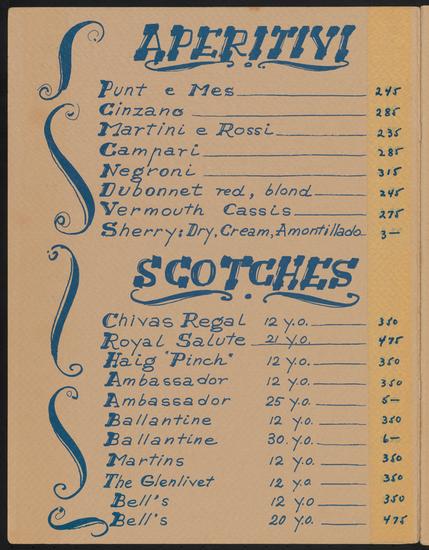 APERITIVI
Punt e Mes 245
Cinzano 285
Martini e Rossi 235
Campari 285
Negroni 315
Dubonnet red, blond 245
Vermouth Cassis 275
Sherry: Dry, Cream, Amontillado 3—
SCOTCHES
Chivas Regal 12 y.o. 350
Royal Salute 21 y.o. 475
Haig "Pinch" 12 y.o. 350
Ambassador 12 y.o. 350
Ambassador 25 y.o. 5—
Ballantine 12 y.o. 350
Ballantine 30. y.o. 6—
Martins 12 y.o. 350
The Glenlivet 12 y.o 350
Bell's 12 y.o 350
Bell's 20 y.o. 475